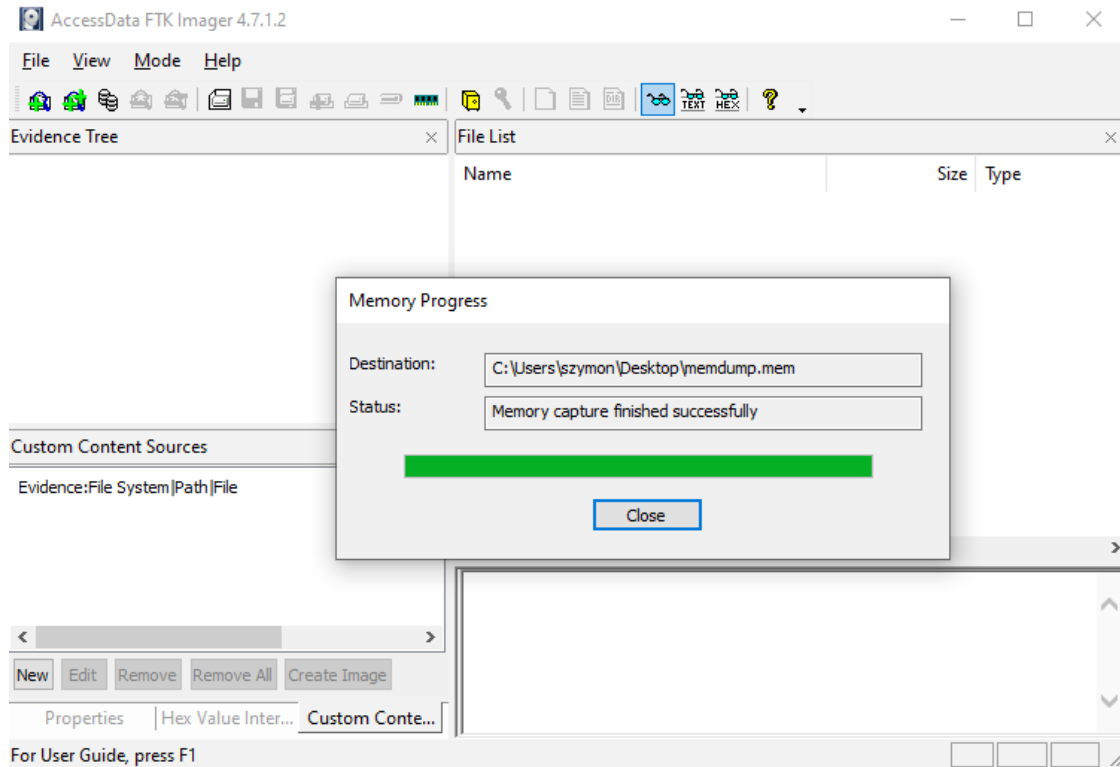 AccessData FTK Imager 4.7.1.2
File View Mode Help
TEXT HEX
DIR
Evidence Tree
File List
Name Size Type
Memory Progress
Destination: C:\Users\szymon\Desktop\memdump.mem
Status: Memory capture finished successfully
Close
Custom Content Sources
Evidence:File System|Path|File
New Edit Remove Remove All Create Image
Properties Hex Value Inter... Custom Conte...
For User Guide, press F1